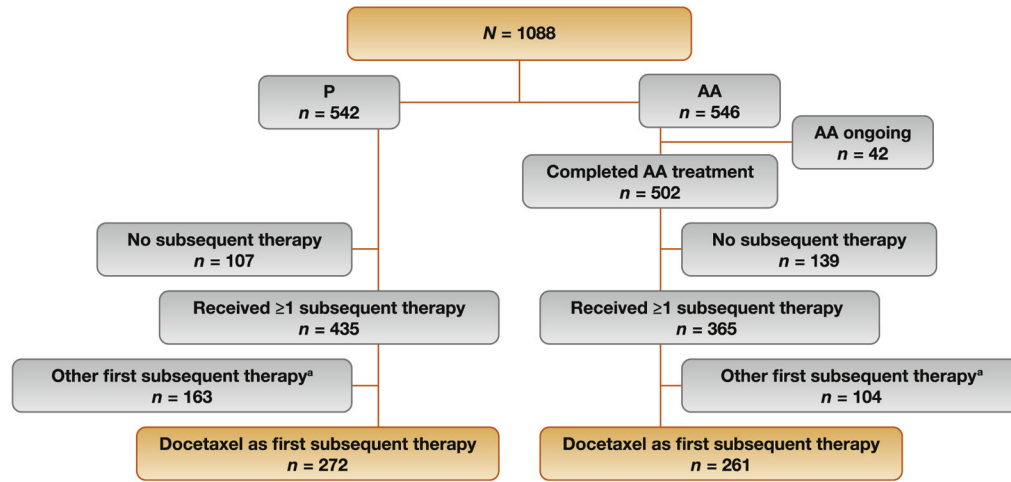 N = 1088
P
n = 542
AA
n = 546
AA ongoing
n = 42
Completed AA treatment
n = 502
No subsequent therapy
n = 107
No subsequent therapy
n = 139
Received ≥1 subsequent therapy
n = 435
Received ≥1 subsequent therapy
n = 365
Other first subsequent therapyᵃ
n = 163
Other first subsequent therapyᵃ
n = 104
Docetaxel as first subsequent therapy
n = 272
Docetaxel as first subsequent therapy
n = 261